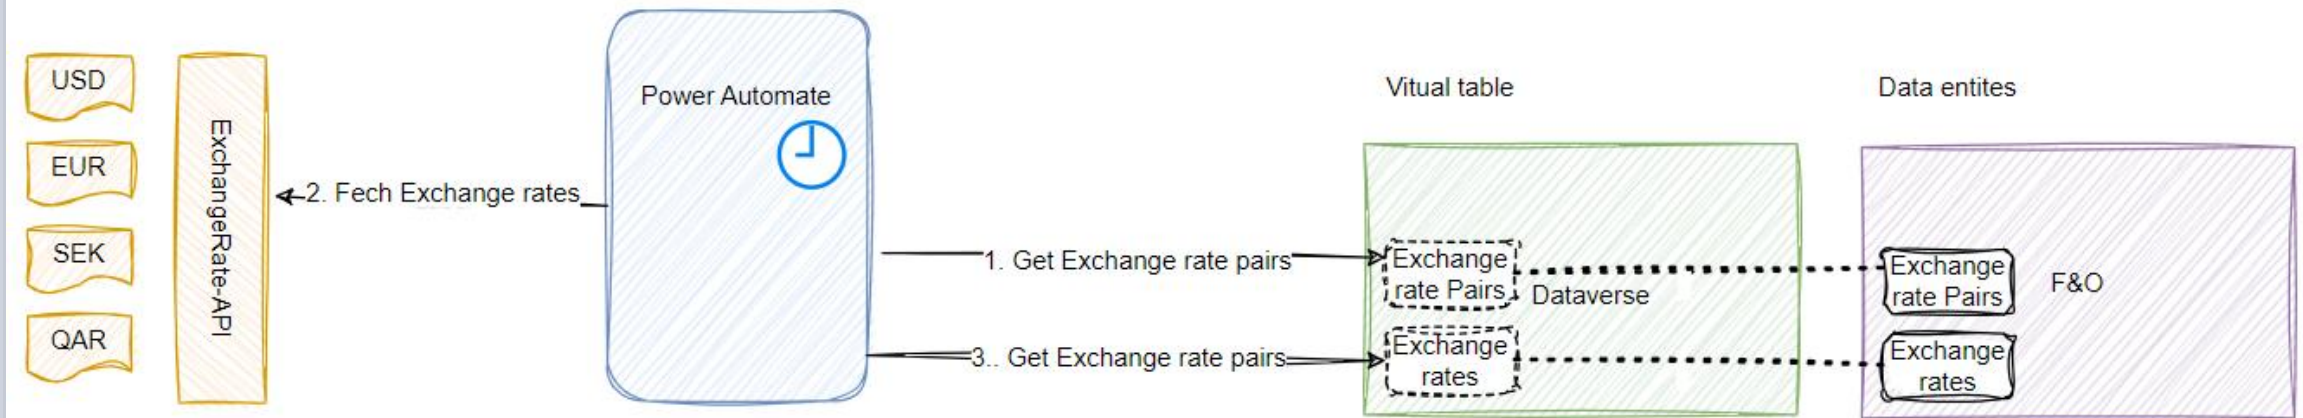 USD
EUR
SEK
QAR
ExchangeRate-API
2. Fech Exchange rates
Power Automate
1. Get Exchange rate pairs
3.. Get Exchange rate pairs
Vitual table
Exchange
rate Pairs
Dataverse
Exchange
rates
Data entites
Exchange
rate Pairs
F&O
Exchange
rates